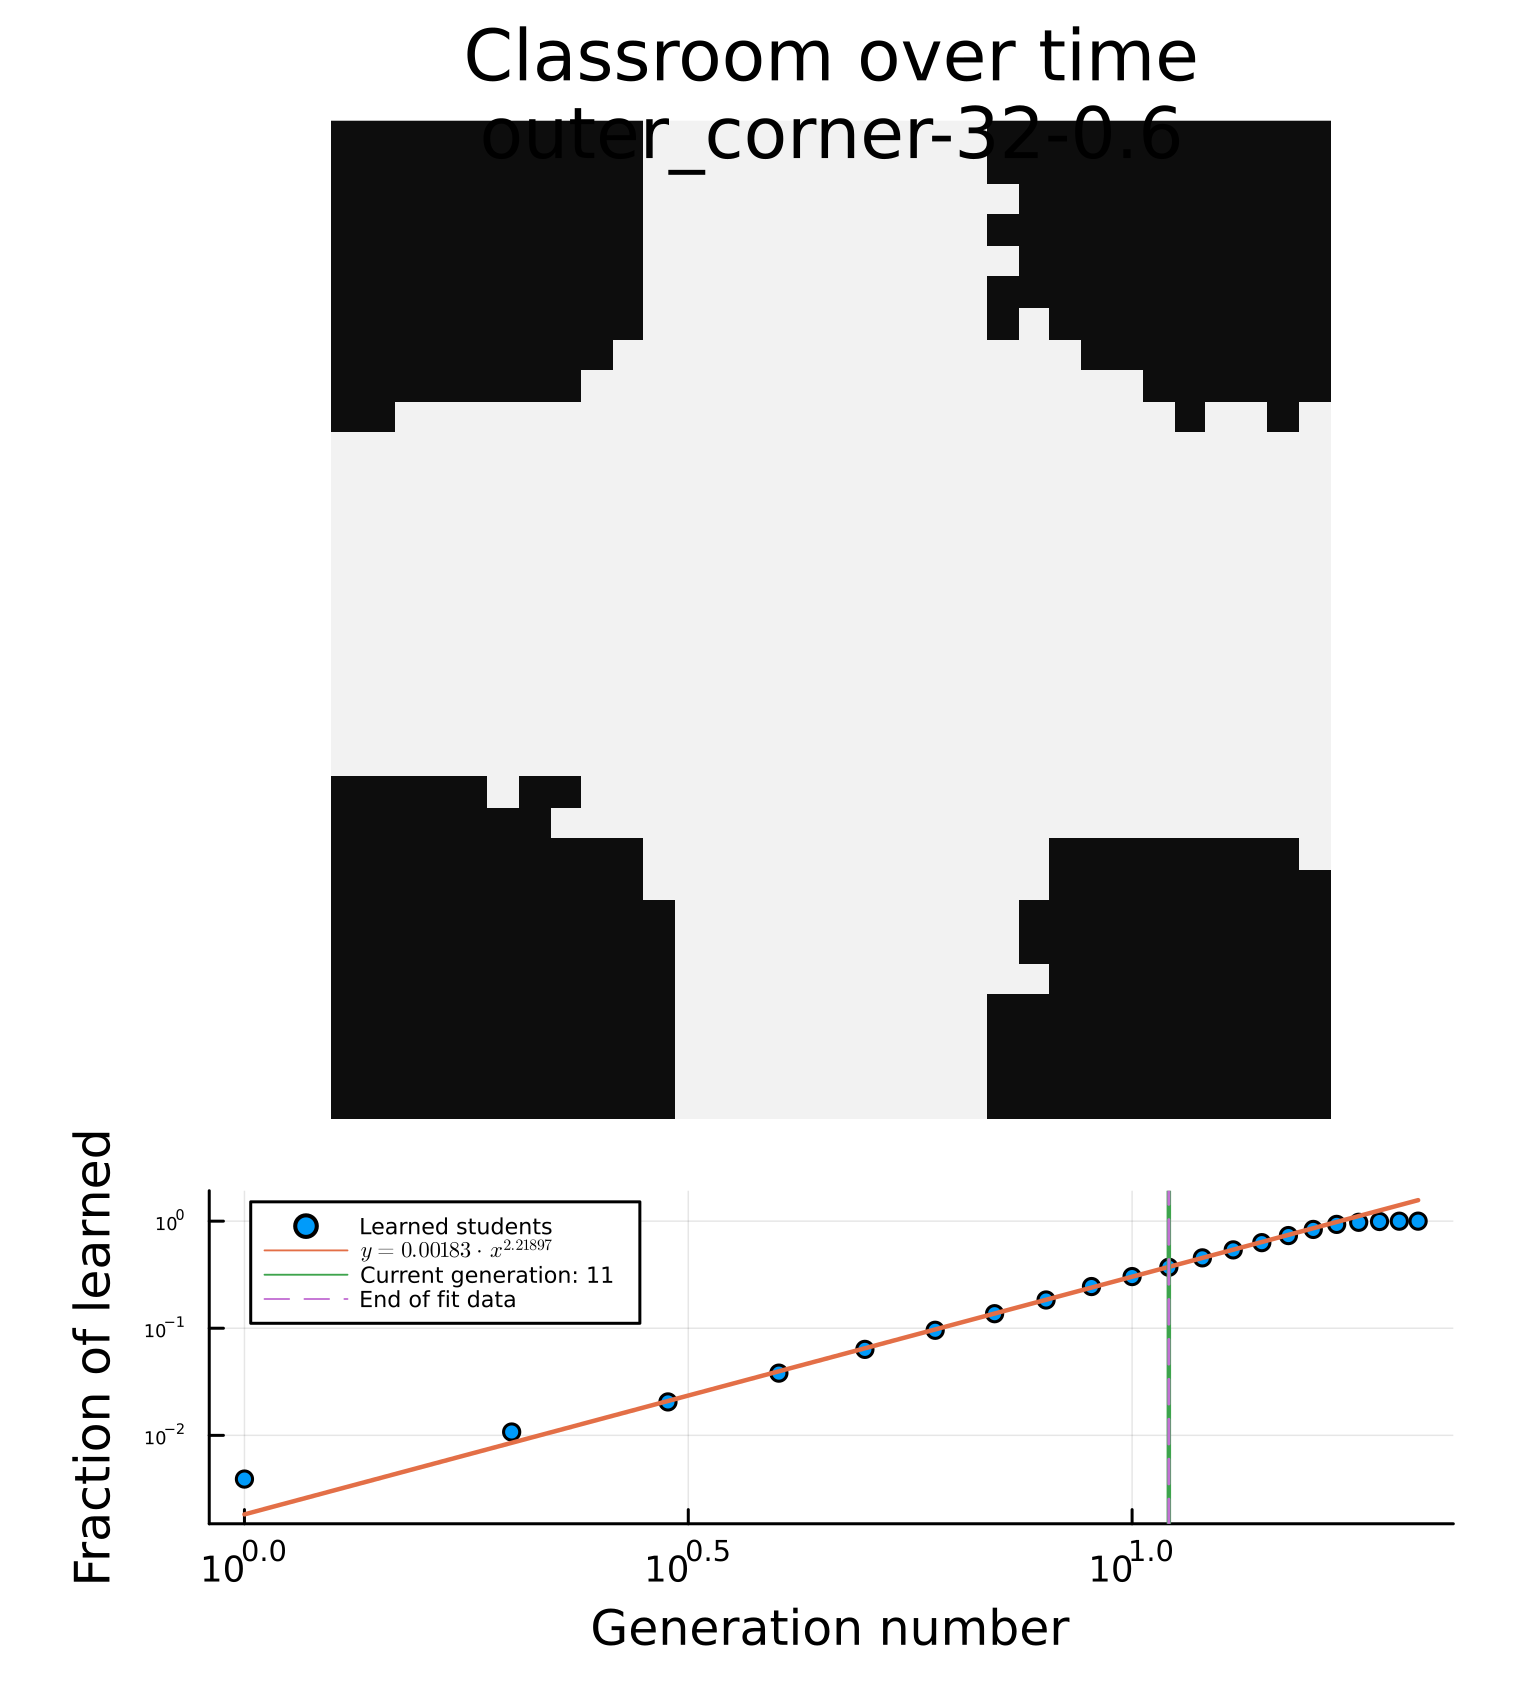 Classroom over time
outer_corner-32-0.6
Fraction of learned
10^0
10^-1
10^-2
Learned students
y = 0.00183 · x^2.21897
Current generation: 11
End of fit data
10^0.0
10^0.5
10^1.0
Generation number